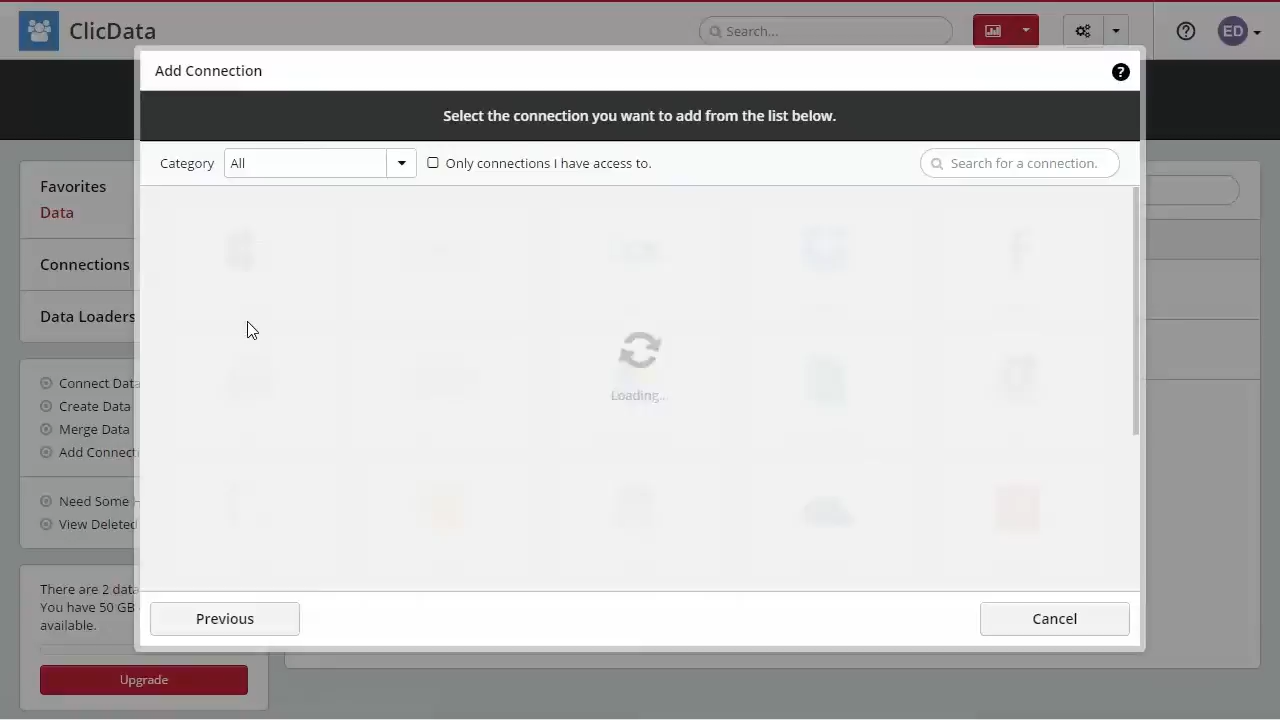 ClicData
Search...
ED
Add Connection
Select the connection you want to add from the list below.
Category
All
Only connections I have access to.
Search for a connection.
Favorites
Data
Connections
Data Loaders
Loading...
Connect Data
Create Data
Merge Data
Add Connect
Need Some
View Deleted
There are 2 data
You have 50 GB
available.
Upgrade
Previous
Cancel